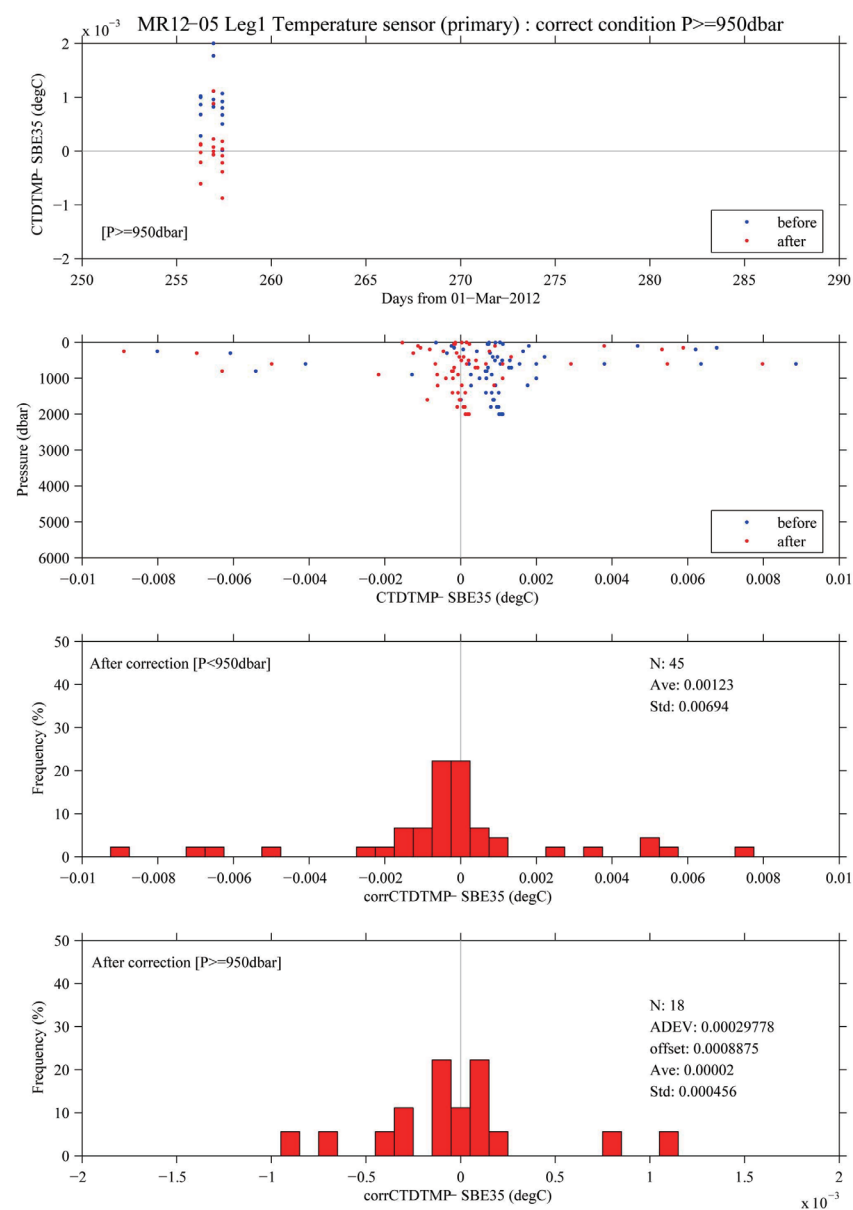 MR12−05 Leg1 Temperature sensor (primary) : correct condition P>=950dbar
x 10⁻³
CTDTMP− SBE35 (degC)
2
1
0
−1
−2
[P>=950dbar]
before
after
250 255 260 265 270 275 280 285 290
Days from 01−Mar−2012
Pressure (dbar)
0
1000
2000
3000
4000
5000
6000
before
after
−0.01 −0.008 −0.006 −0.004 −0.002 0 0.002 0.004 0.006 0.008 0.01
CTDTMP− SBE35 (degC)
Frequency (%)
50
40
30
20
10
0
After correction [P<950dbar]
N: 45
Ave: 0.00123
Std: 0.00694
−0.01 −0.008 −0.006 −0.004 −0.002 0 0.002 0.004 0.006 0.008 0.01
corrCTDTMP− SBE35 (degC)
Frequency (%)
50
40
30
20
10
0
After correction [P>=950dbar]
N: 18
ADEV: 0.00029778
offset: 0.0008875
Ave: 0.00002
Std: 0.000456
−2 −1.5 −1 −0.5 0 0.5 1 1.5 2
corrCTDTMP− SBE35 (degC)
x 10⁻³